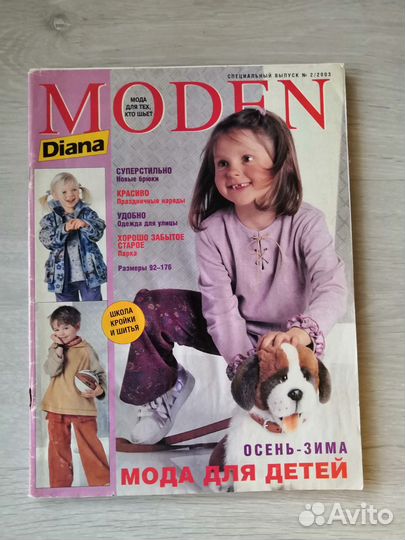 СПЕЦИАЛЬНЫЙ ВЫПУСК № 2/2003
MODEN
МОДА
ДЛЯ ТЕХ,
КТО ШЬЕТ
Diana
СУПЕРСТИЛЬНО
Новые брюки
КРАСИВО
Праздничные наряды
УДОБНО
Одежда для улицы
ХОРОШО ЗАБЫТОЕ
СТАРОЕ
Парка
Размеры 92–176
ШКОЛА
КРОЙКИ
И ШИТЬЯ
ОСЕНЬ-ЗИМА
МОДА ДЛЯ ДЕТЕЙ
Avito